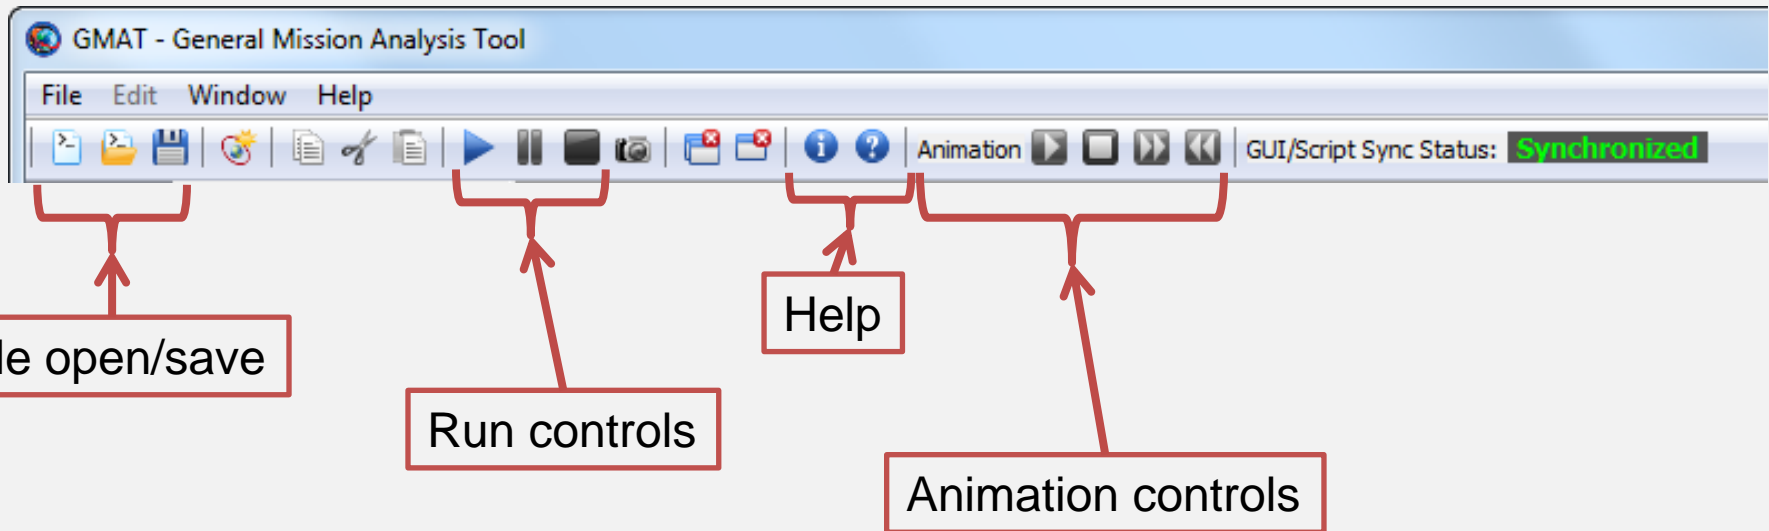 GMAT - General Mission Analysis Tool
File Edit Window Help
Animation GUI/Script Sync Status: Synchronized
Help
open/save
Run controls
Animation controls